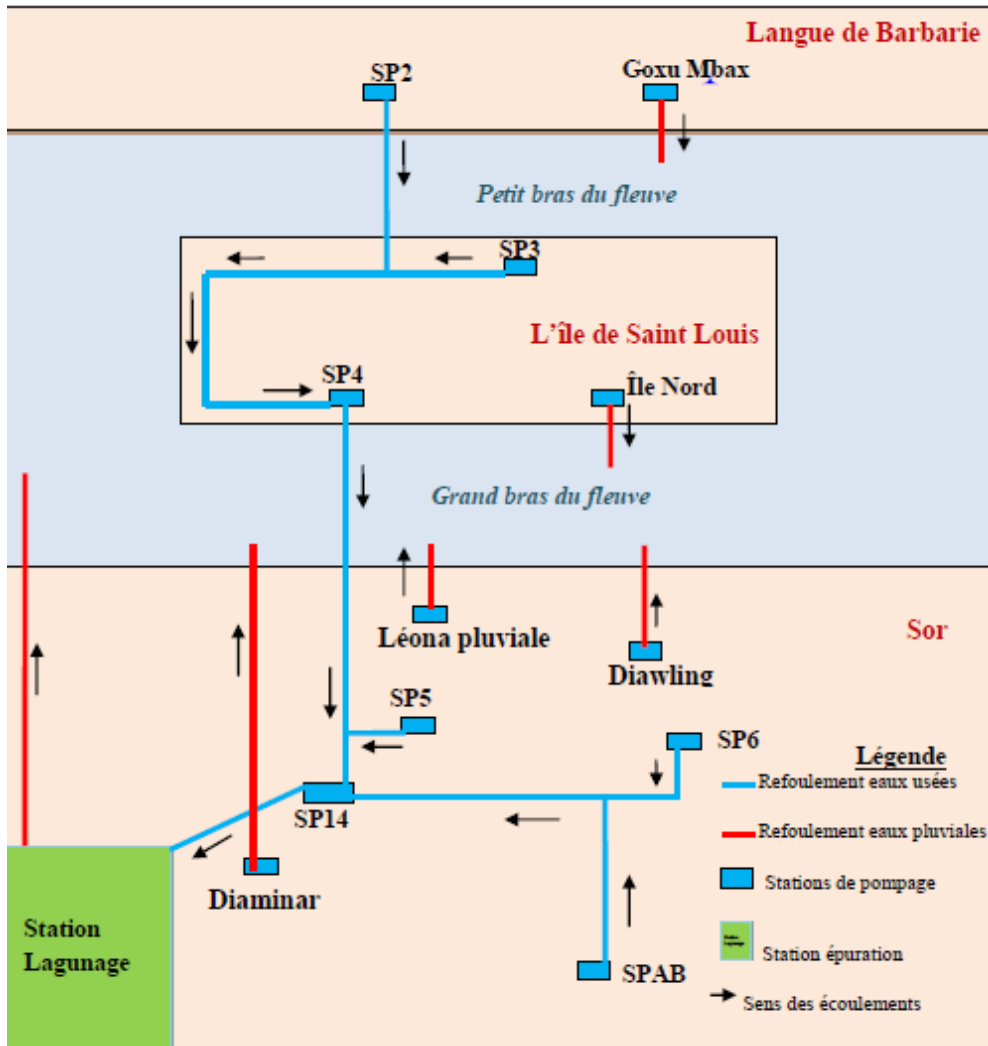 Langue de Barbarie
SP2
Goxu Mbax
Petit bras du fleuve
SP3
L'île de Saint Louis
SP4
Île Nord
Grand bras du fleuve
Léona pluviale
Sor
Diawling
SP5
SP6
Légende
Refoulement eaux usées
SP14
Refoulement eaux pluviales
Diaminar
Stations de pompage
Station
Lagunage
Station épuration
SPAB
Sens des écoulements